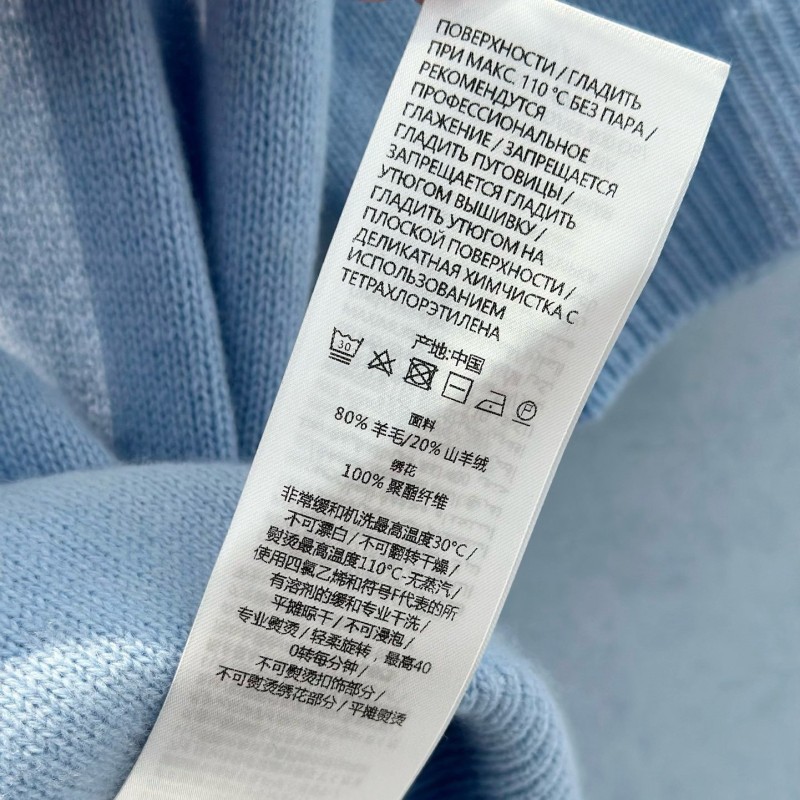 ПОВЕРХНОСТИ / ГЛАДИТЬ
ПРИ МАКС. 110 °C БЕЗ ПАРА /
РЕКОМЕНДУТСЯ
ПРОФЕССИОНАЛЬНОЕ
ГЛАЖЕНИЕ / ЗАПРЕЩАЕТСЯ
ГЛАДИТЬ ПУГОВИЦЫ /
ЗАПРЕЩАЕТСЯ ГЛАДИТЬ
УТЮГОМ ВЫШИВКУ /
ГЛАДИТЬ УТЮГОМ НА
ПЛОСКОЙ ПОВЕРХНОСТИ /
ДЕЛИКАТНАЯ ХИМЧИСТКА С
ИСПОЛЬЗОВАНИЕМ
ТЕТРАХЛОРЭТИЛЕНА
产地:中国
30 P
面料
80% 羊毛/20% 山羊绒
绣花
100% 聚酯纤维
非常缓和机洗最高温度30°C /
不可漂白 / 不可翻转干燥 /
熨烫最高温度110°C-无蒸汽 /
使用四氯乙烯和符号F代表的所
有溶剂的缓和专业干洗 /
平摊晾干 / 不可浸泡 /
专业熨烫 / 轻柔旋转，最高40
0转每分钟 /
不可熨烫扣饰部分 /
不可熨烫绣花部分 / 平摊熨烫